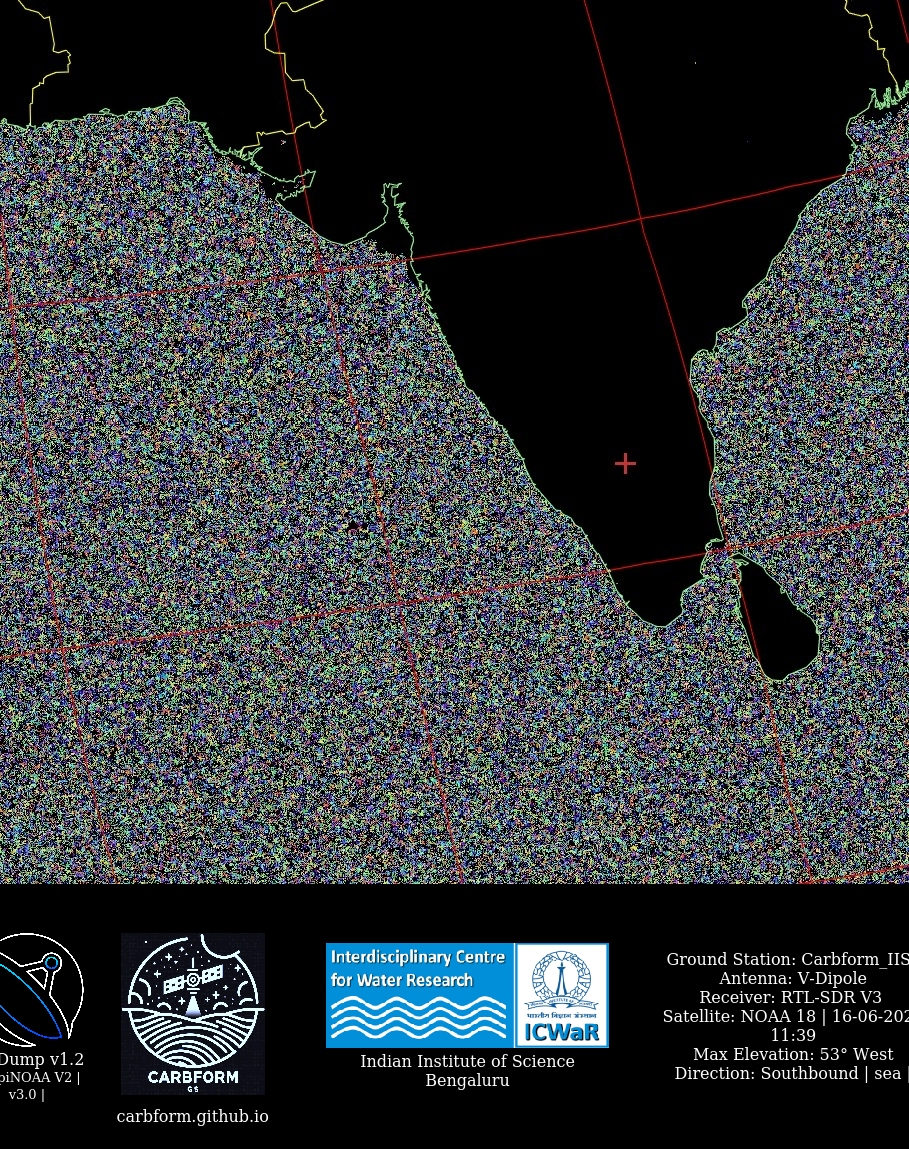 Dump v1.2
piNOAA V2 |
v3.0 |
CARBFORM
GS
carbform.github.io
Interdisciplinary Centre
for Water Research
भारतीय विज्ञान संस्थान
ICWaR
Indian Institute of Science
Bengaluru
Ground Station: Carbform_IIS
Antenna: V-Dipole
Receiver: RTL-SDR V3
Satellite: NOAA 18 | 16-06-202
11:39
Max Elevation: 53° West
Direction: Southbound | sea |